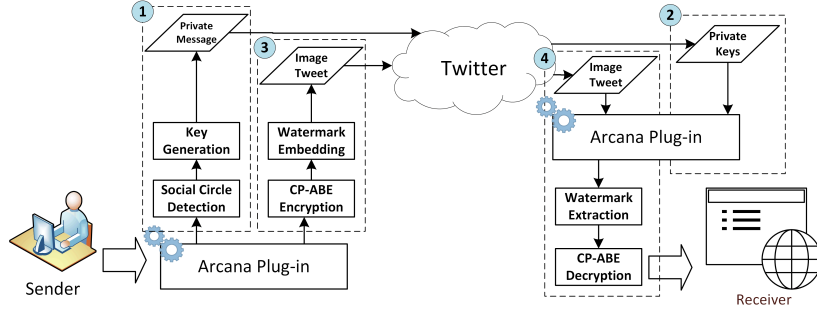 1
Private
Message
3
Image
Tweet
Key
Generation
Watermark
Embedding
Social Circle
Detection
CP-ABE
Encryption
Arcana Plug-in
Sender
Twitter
4
Image
Tweet
2
Private
Keys
Arcana Plug-in
Watermark
Extraction
CP-ABE
Decryption
Receiver